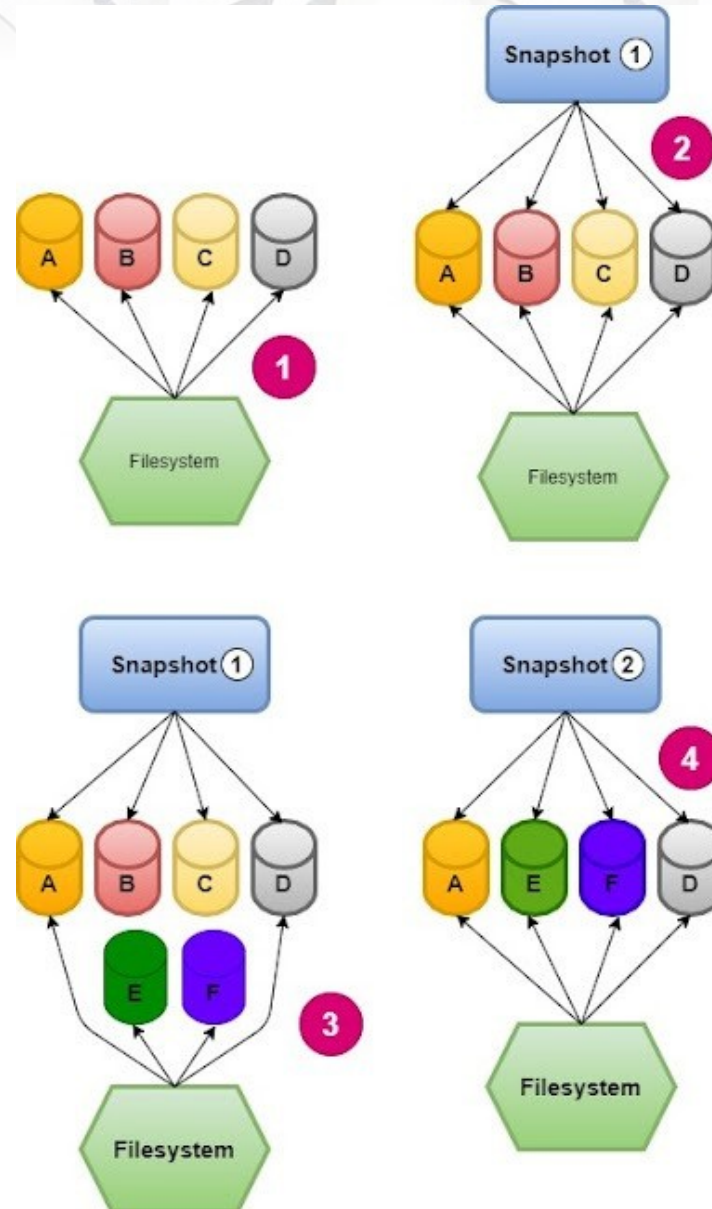 Snapshot 1
2
A B C D
A B C D
1
Filesystem
Filesystem
Snapshot 1
Snapshot 2
4
A B C D
A E F D
E F
3
Filesystem
Filesystem